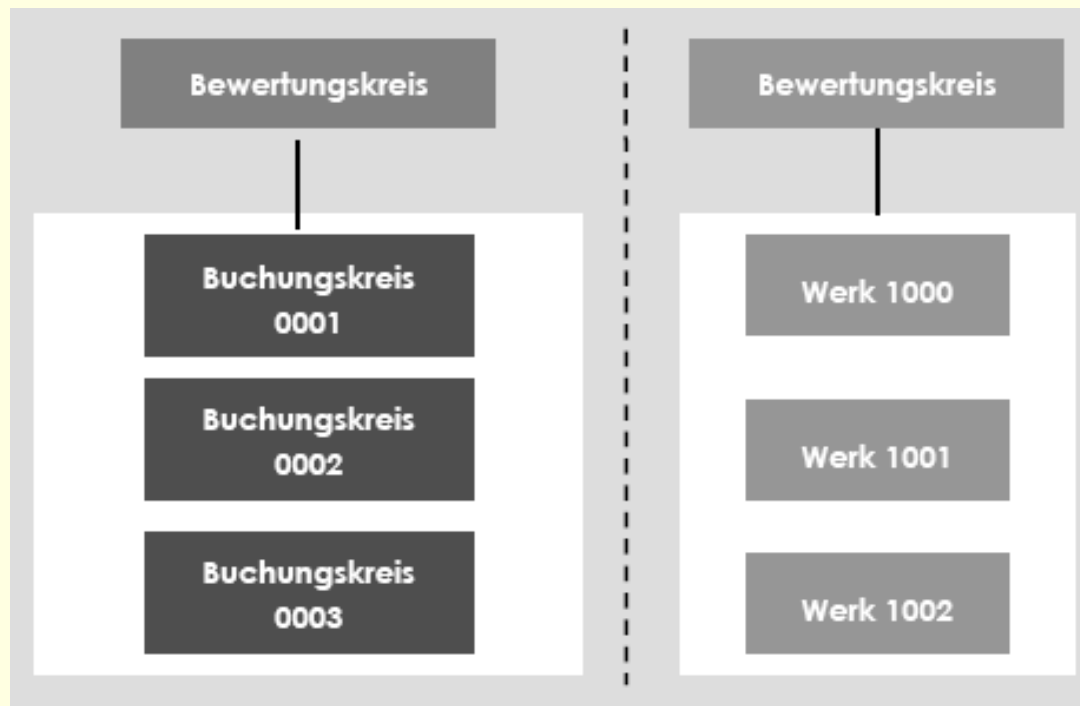 Bewertungskreis
Buchungskreis
0001
Buchungskreis
0002
Buchungskreis
0003
Bewertungskreis
Werk 1000
Werk 1001
Werk 1002